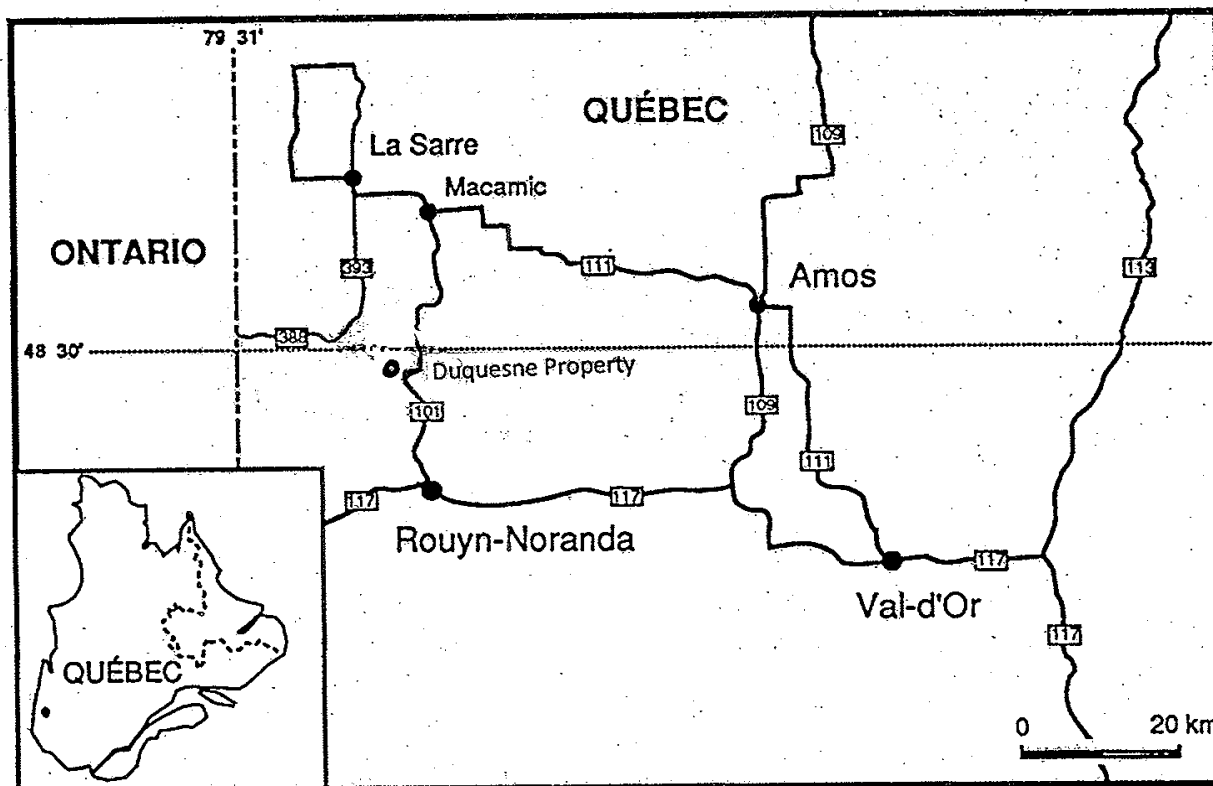 79 31'
QUÉBEC
109
La Sarre
Macamic
ONTARIO
393
111
Amos
113
388
48 30'
Duquesne Property
101
109
111
117
117
Rouyn-Noranda
117
Val-d'Or
117
QUÉBEC
0 20 km